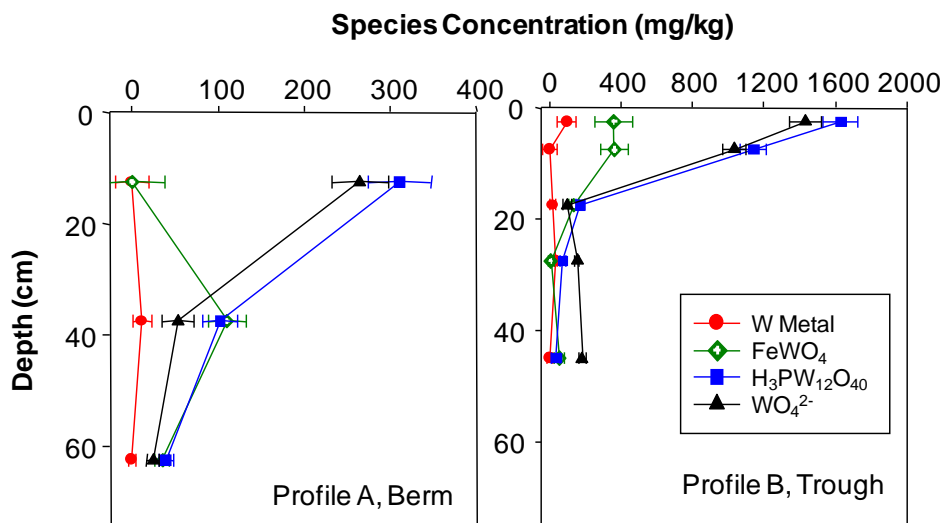 Species Concentration (mg/kg)
0 100 200 300 400
0 400 800 1200 1600 2000
Depth (cm)
0
20
40
60
0
20
40
60
W Metal
FeWO₄
H₃PW₁₂O₄₀
WO₄²⁻
Profile A, Berm
Profile B, Trough